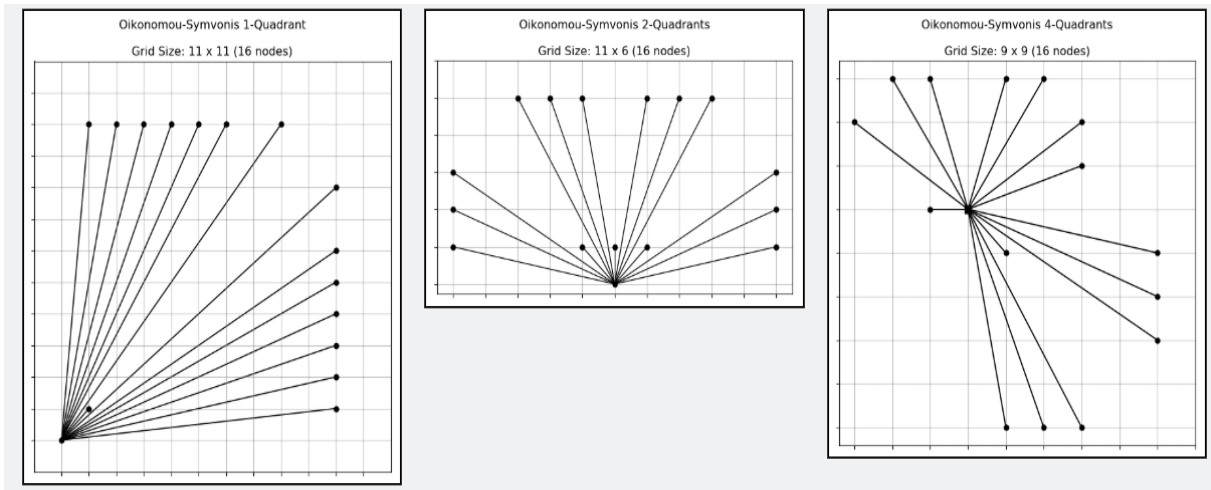 Oikonomou-Symvonis 1-Quadrant
Grid Size: 11 x 11 (16 nodes)
Oikonomou-Symvonis 2-Quadrants
Grid Size: 11 x 6 (16 nodes)
Oikonomou-Symvonis 4-Quadrants
Grid Size: 9 x 9 (16 nodes)